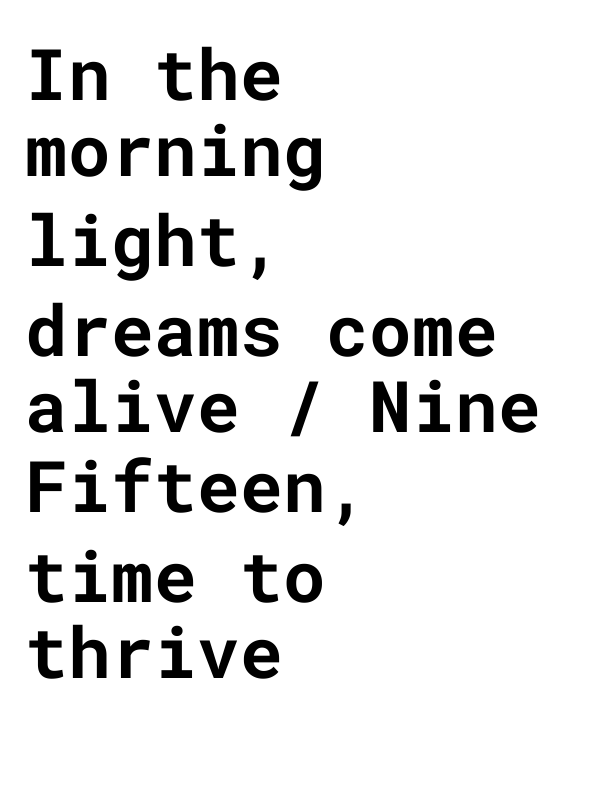 In the
morning
light,
dreams come
alive / Nine
Fifteen,
time to
thrive